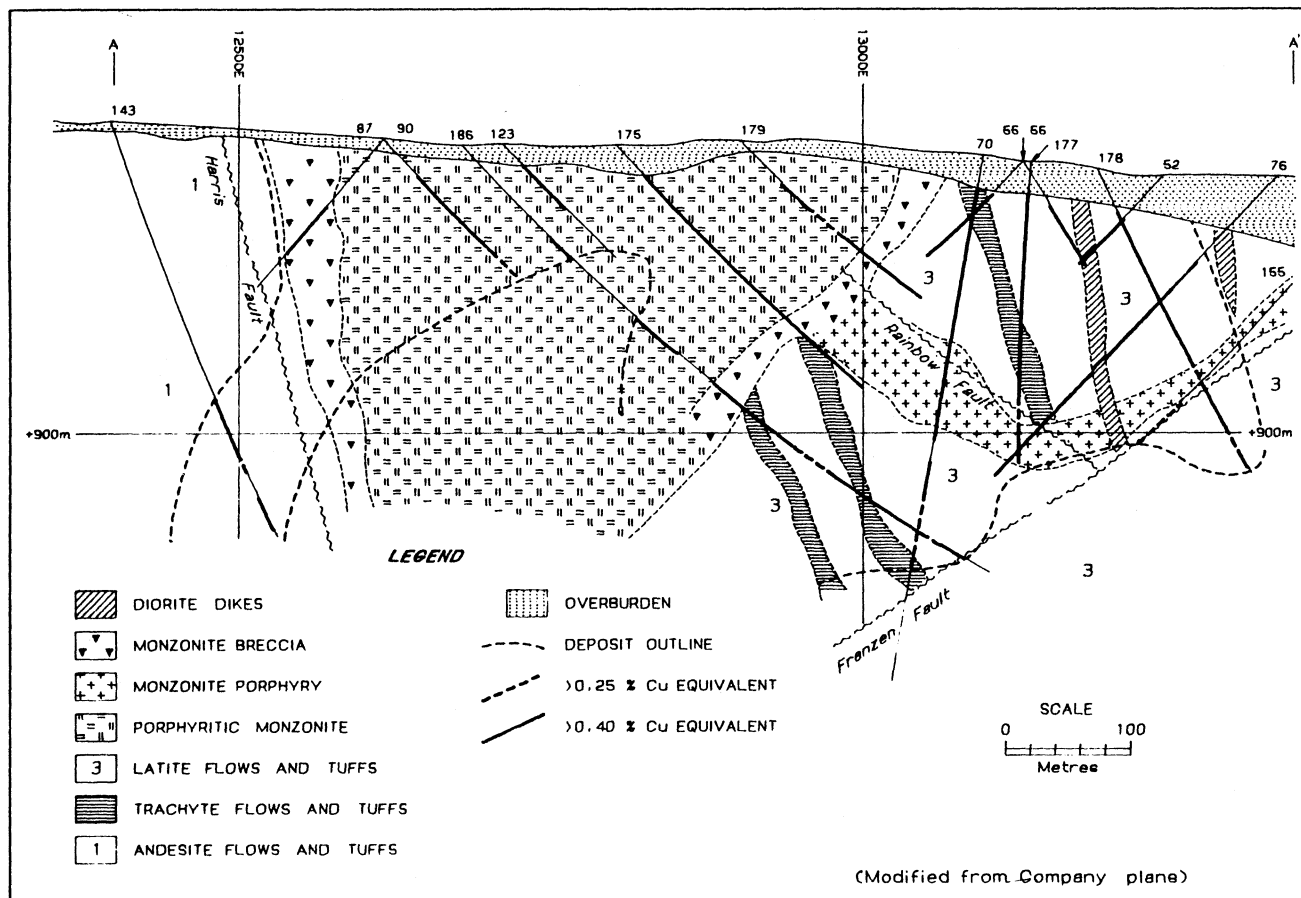 A
12500E
13000E
A'
143
87
90
186
123
175
179
70
66
66
177
178
52
76
1
Harris
Fault
3
3
166
Rainbow
Fault
3
1
+900m
+900m
3
3
3
Franzen Fault
LEGEND
DIORITE DIKES
MONZONITE BRECCIA
MONZONITE PORPHYRY
PORPHYRITIC MONZONITE
3 LATITE FLOWS AND TUFFS
TRACHYTE FLOWS AND TUFFS
1 ANDESITE FLOWS AND TUFFS
OVERBURDEN
DEPOSIT OUTLINE
>0.25 % Cu EQUIVALENT
>0.40 % Cu EQUIVALENT
SCALE
0 100
Metres
(Modified from Company plane)